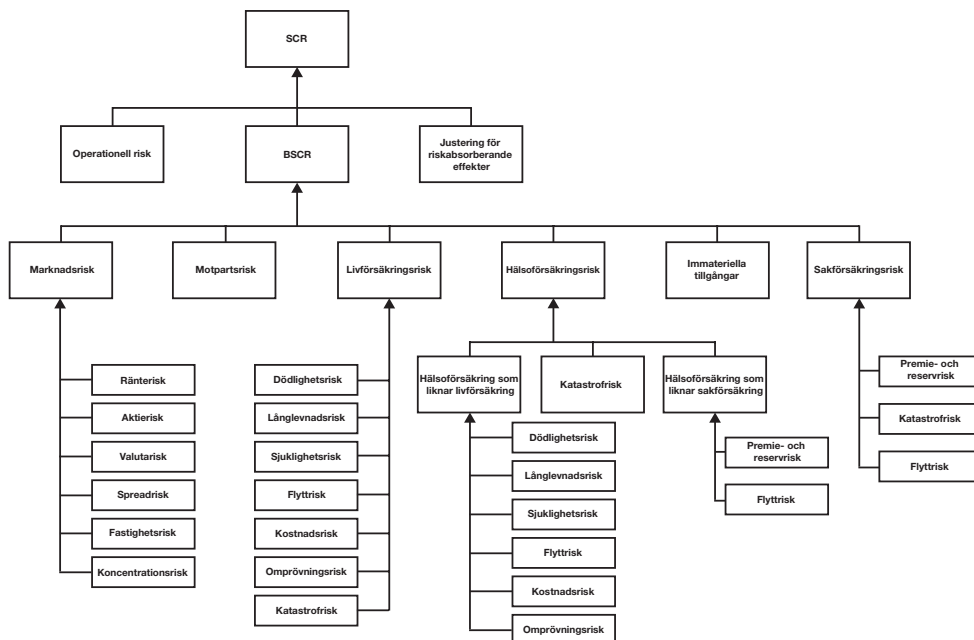 SCR
Operationell risk
BSCR
Justering för
riskabsorberande
effekter
Marknadsrisk
Motpartsrisk
Livförsäkringsrisk
Hälsoförsäkringsrisk
Immateriella
tillgångar
Sakförsäkringsrisk
Ränterisk
Aktierisk
Valutarisk
Spreadrisk
Fastighetsrisk
Koncentrationsrisk
Dödlighetsrisk
Långlevnadsrisk
Sjuklighetsrisk
Flyttrisk
Kostnadsrisk
Omprövningsrisk
Katastrofrisk
Hälsoförsäkring som
liknar livförsäkring
Katastrofrisk
Hälsoförsäkring som
liknar sakförsäkring
Dödlighetsrisk
Långlevnadsrisk
Sjuklighetsrisk
Flyttrisk
Kostnadsrisk
Omprövningsrisk
Premie- och
reservrisk
Flyttrisk
Premie- och
reservrisk
Katastrofrisk
Flyttrisk